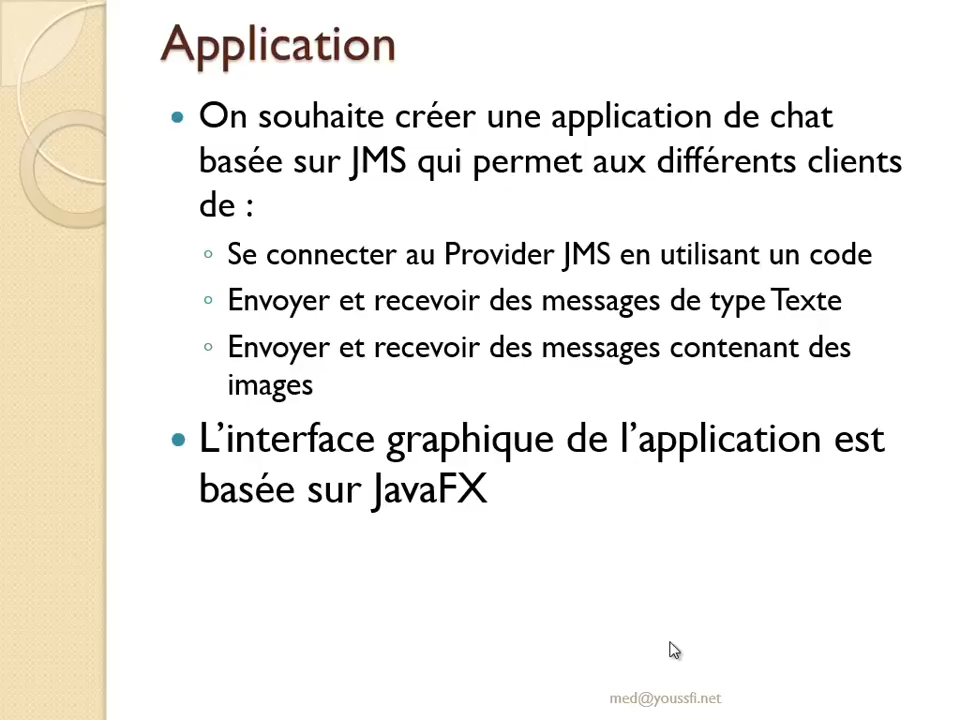 Application
• On souhaite créer une application de chat
basée sur JMS qui permet aux différents clients
de :
◦ Se connecter au Provider JMS en utilisant un code
◦ Envoyer et recevoir des messages de type Texte
◦ Envoyer et recevoir des messages contenant des
images
• L’interface graphique de l’application est
basée sur JavaFX
med@youssfi.net